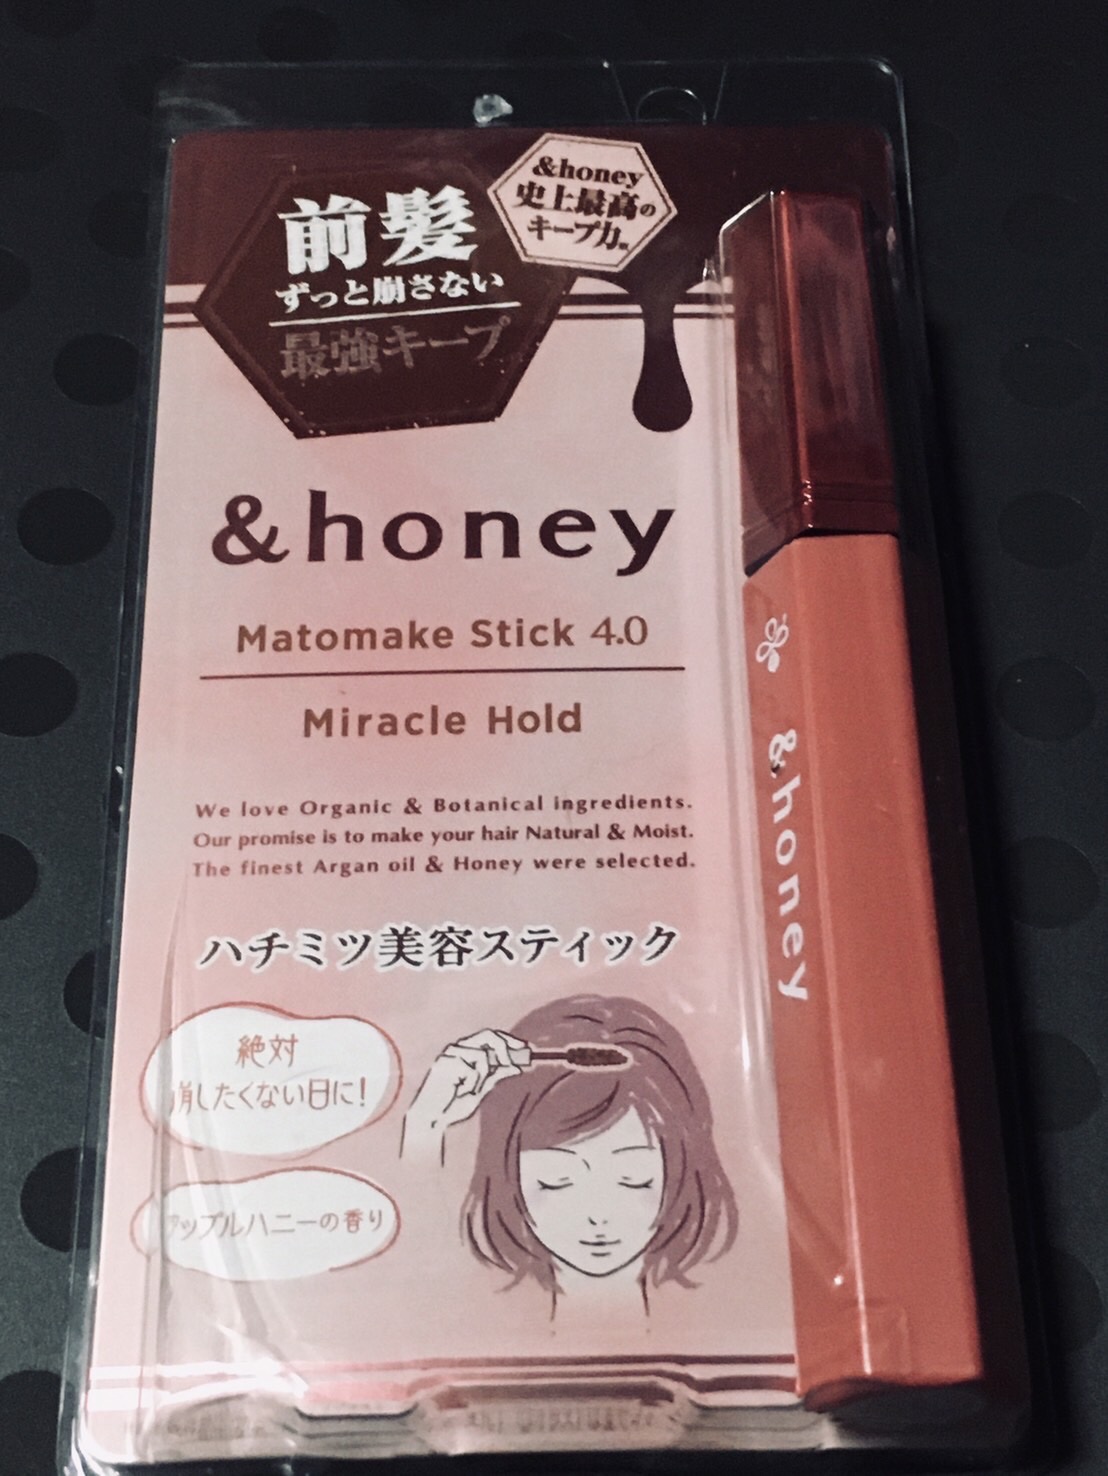 前髪
ずっと崩さない
最強キープ
&honey
史上最高の
キープ力
&honey
Matomake Stick 4.0
Miracle Hold
We love Organic & Botanical ingredients.
Our promise is to make your hair Natural & Moist.
The finest Argan oil & Honey were selected.
ハチミツ美容スティック
絶対
崩したくない日に!
アップルハニーの香り
&honey